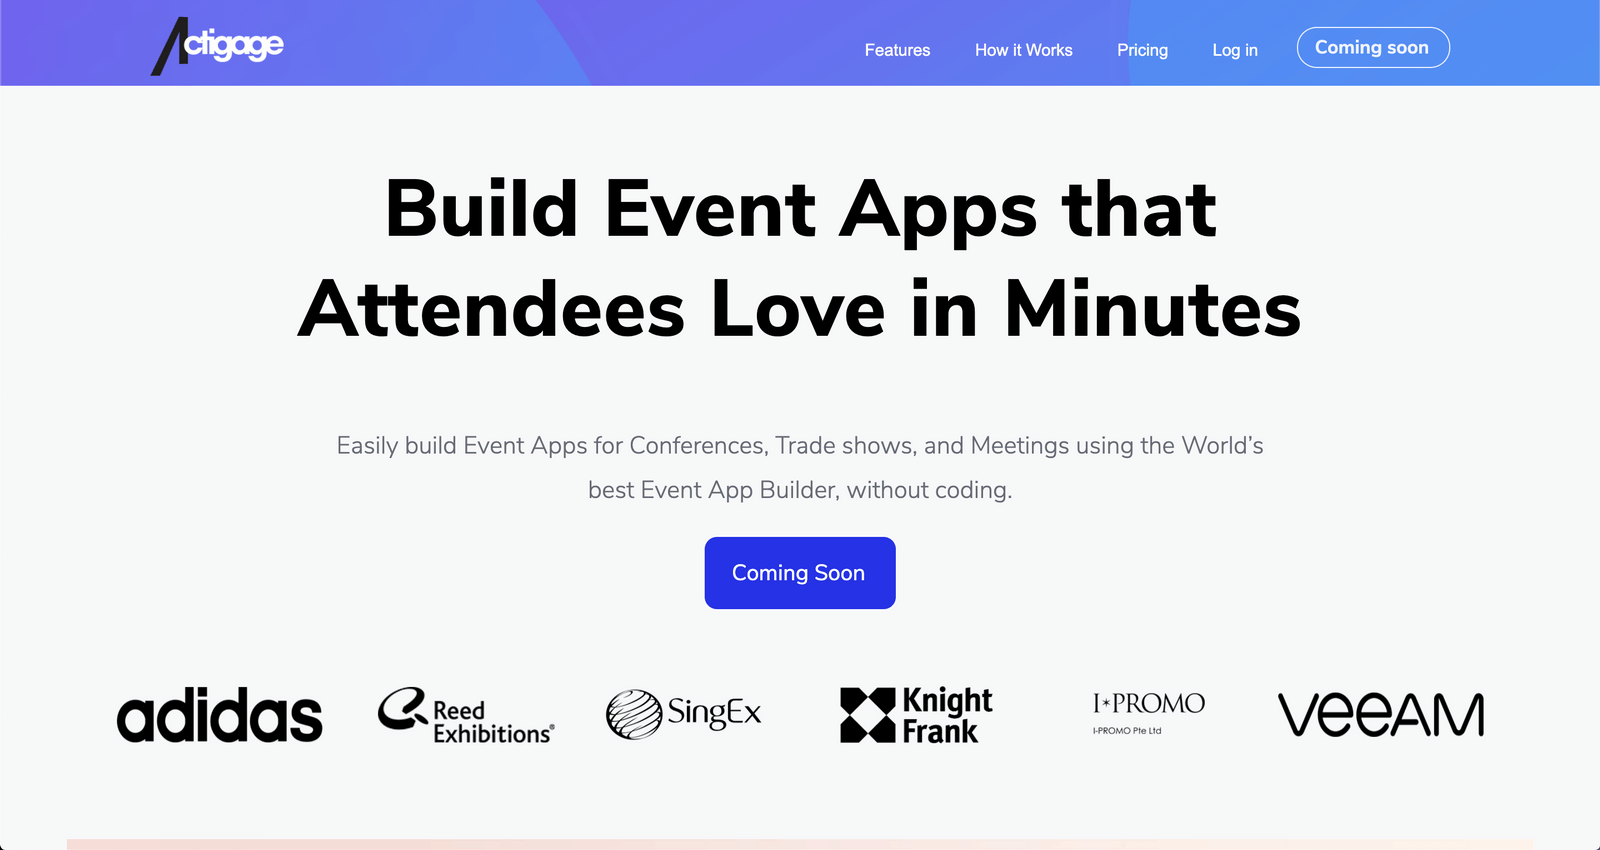 Actigage
Features
How it Works
Pricing
Log in
Coming soon
Build Event Apps that
Attendees Love in Minutes
Easily build Event Apps for Conferences, Trade shows, and Meetings using the World’s
best Event App Builder, without coding.
Coming Soon
adidas
Reed
Exhibitions®
SingEx
Knight
Frank
I*PROMO
I-PROMO Pte Ltd
veeAM